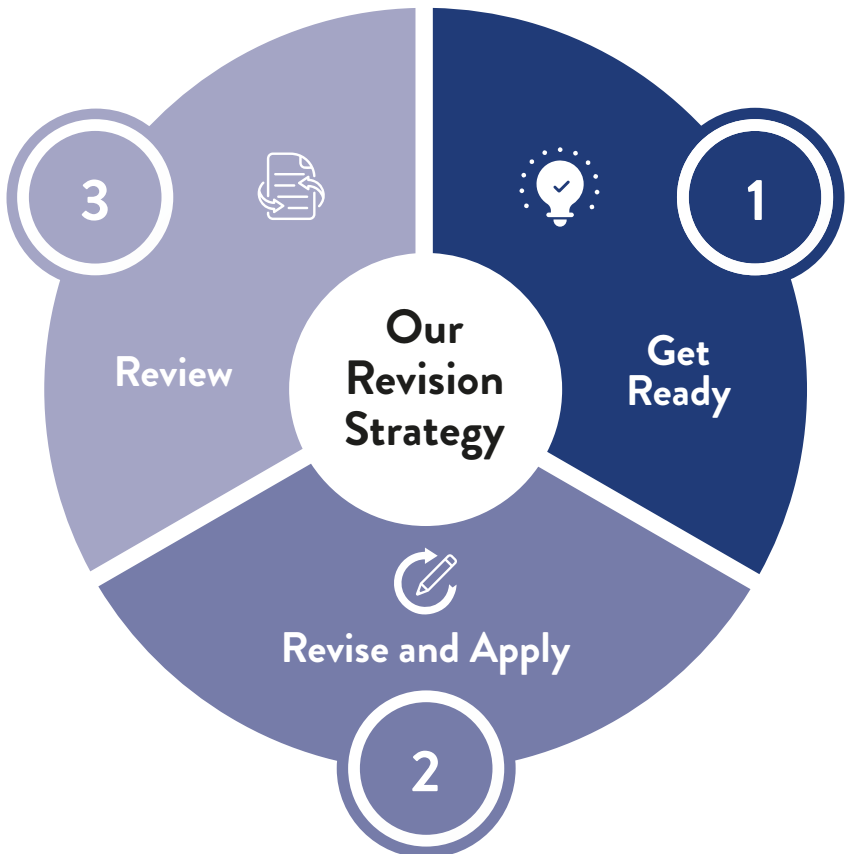 Our
Revision
Strategy
1
Get
Ready
2
Revise and Apply
3
Review